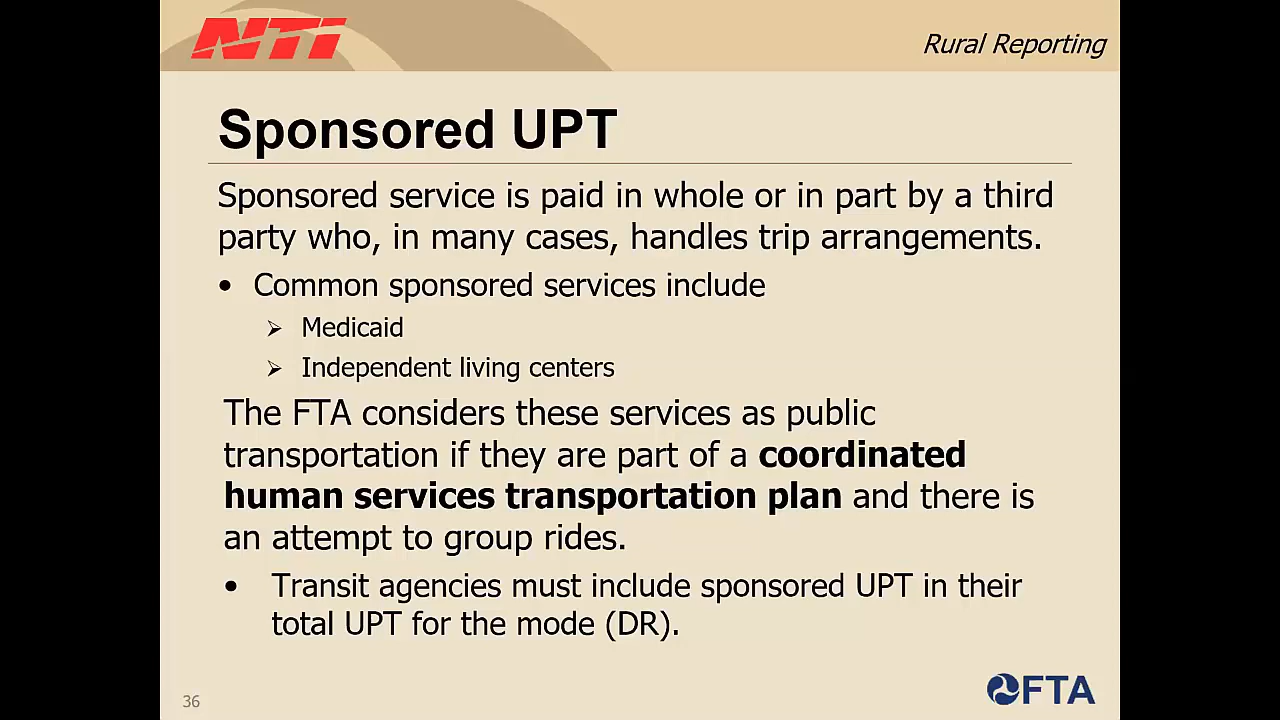 NTI
Rural Reporting
Sponsored UPT
Sponsored service is paid in whole or in part by a third
party who, in many cases, handles trip arrangements.
• Common sponsored services include
➢ Medicaid
➢ Independent living centers
The FTA considers these services as public
transportation if they are part of a coordinated
human services transportation plan and there is
an attempt to group rides.
• Transit agencies must include sponsored UPT in their
total UPT for the mode (DR).
36
FTA